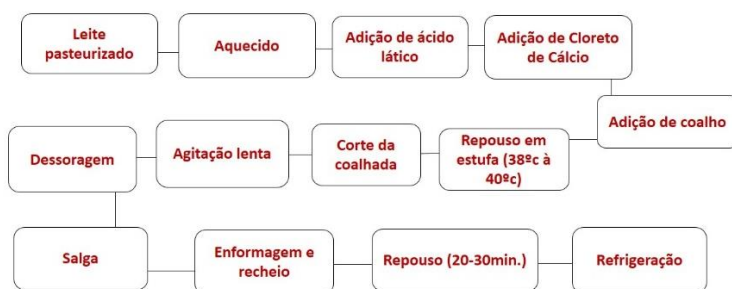 Leite
pasteurizado
Aquecido
Adição de ácido
lático
Adição de Cloreto
de Cálcio
Adição de coalho
Repouso em
estufa (38ºc à
40ºc)
Corte da
coalhada
Agitação lenta
Dessoragem
Salga
Enformagem e
recheio
Repouso (20-30min.)
Refrigeração